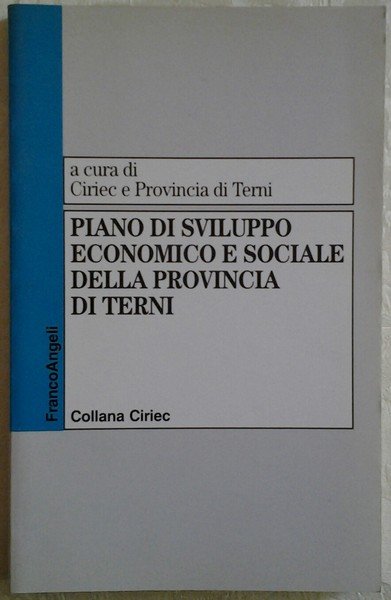 a cura di
Ciriec e Provincia di Terni
PIANO DI SVILUPPO
ECONOMICO E SOCIALE
DELLA PROVINCIA
DI TERNI
FrancoAngeli
Collana Ciriec